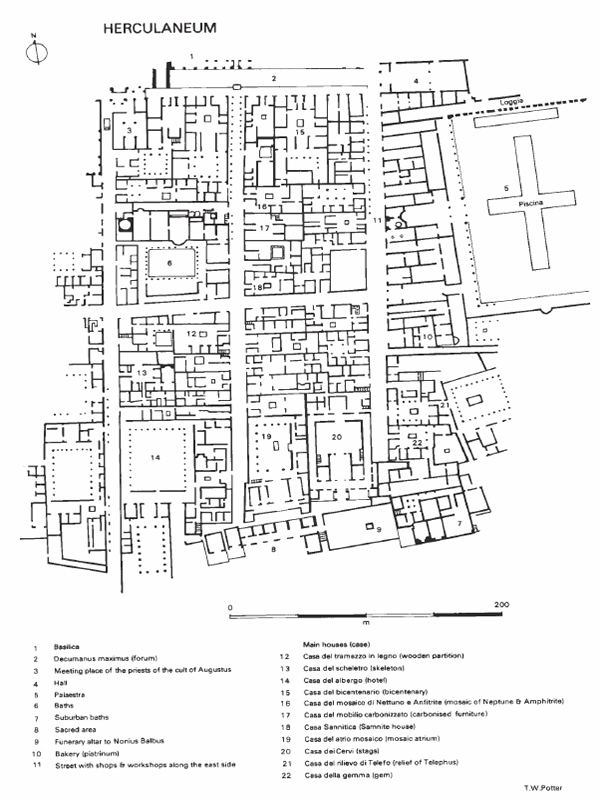 HERCULANEUM
N
1
2
4
Loggia
3
15
5
Piscina
16
11
17
6
18
12
10
13
21
19
20
22
14
7
9
8
0
200
m
1 Basilica
2 Decumanus maximus (forum)
3 Meeting place of the priests of the cult of Augustus
4 Hall
5 Palaestra
6 Baths
7 Suburban baths
8 Sacred area
9 Funerary altar to Nonius Balbus
10 Bakery (pistrinum)
11 Street with shops & workshops along the east side
Main houses (case)
12 Casa del tramezzo in legno (wooden partition)
13 Casa del scheletro (skeleton)
14 Casa del albergo (hotel)
15 Casa del bicentenario (bicentenary)
16 Casa del mosaico di Nettuno e Anfitrite (mosaic of Neptune & Amphitrite)
17 Casa del mobilio carbonizzato (carbonised furniture)
18 Casa Sannitica (Samnite house)
19 Casa del atrio mosaico (mosaic atrium)
20 Casa dei Cervi (stags)
21 Casa del rilievo di Telefo (relief of Telephus)
22 Casa della gemma (gem)
T.W.Potter